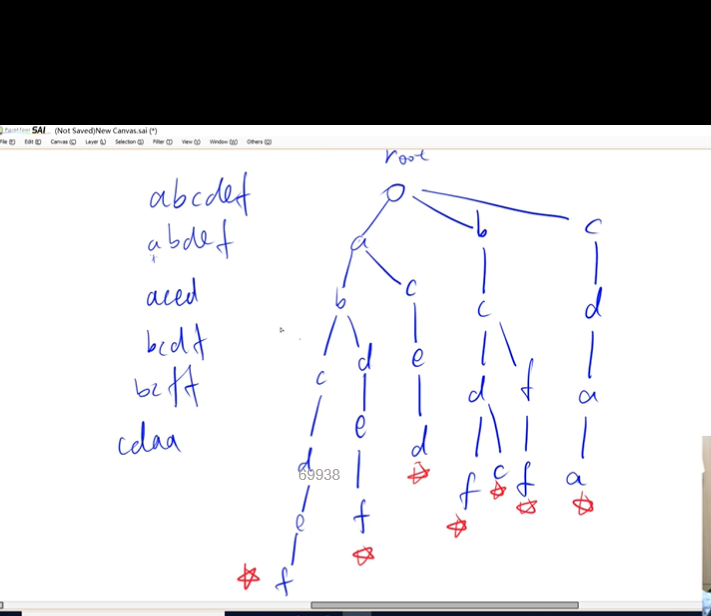 PaintTool SAI (Not Saved)New Canvas.sai (*)
File (F) Edit (E) Canvas (C) Layer (L) Selection (S) Filter (T) View (V) Window (W) Others (O)
root
abcdef
abdef
aced
bcdf
bcff
cdaa
b c
a
b c c d
c d e d f a
d e d f c f a
69938
e f
f